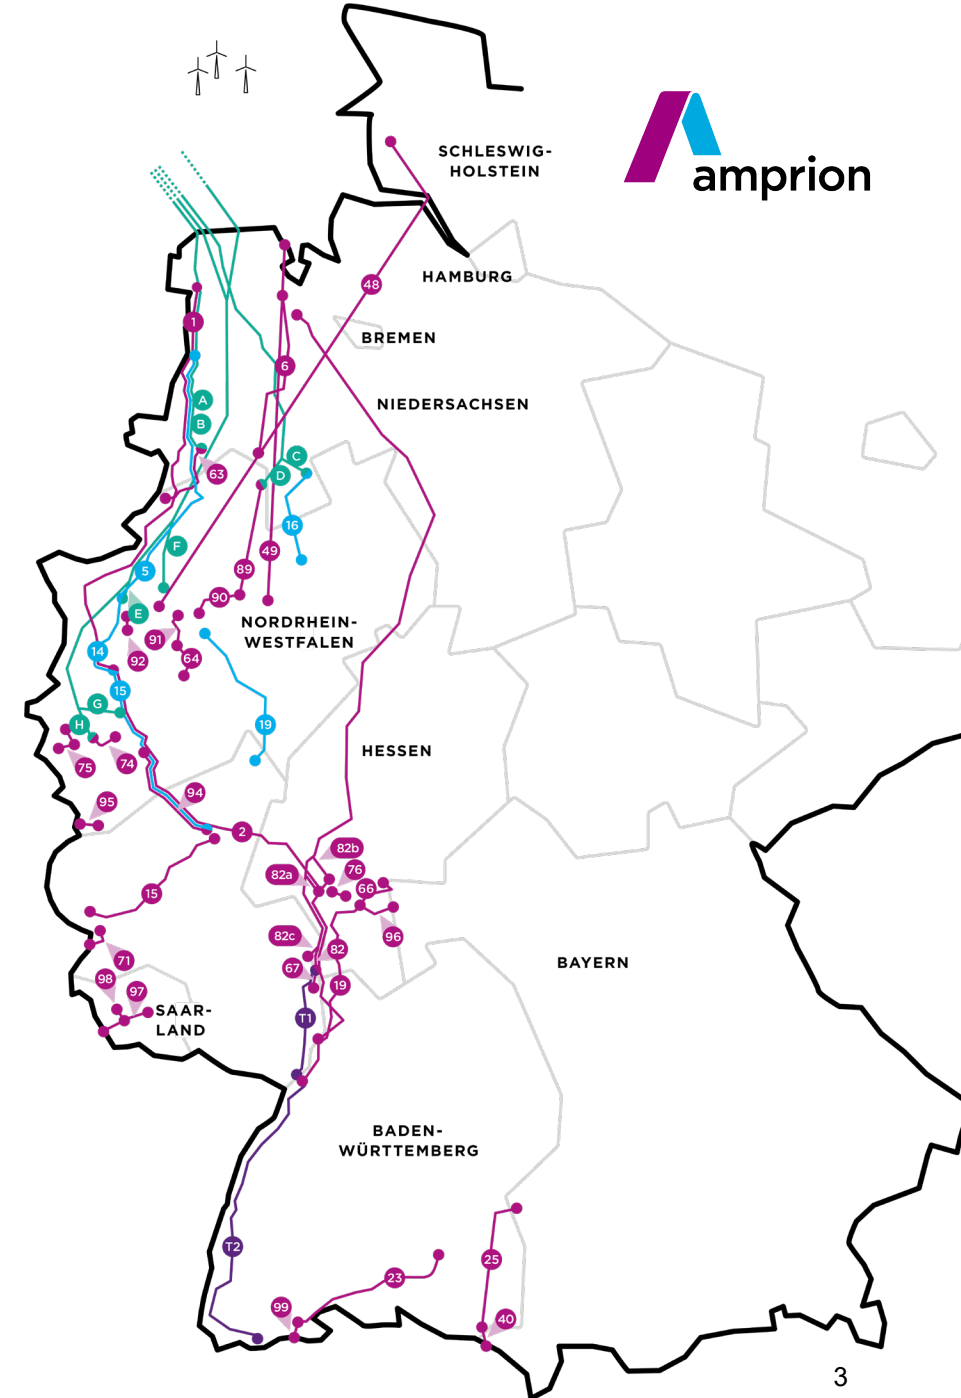 SCHLESWIG-
HOLSTEIN
amprion
HAMBURG
48
1
BREMEN
6
A
NIEDERSACHSEN
B
C
63
D
16
F
49
5
89
90
E
NORDRHEIN-
WESTFALEN
91
14
92
64
15
G
H
19
HESSEN
75
74
94
95
2
82b
82a
76
66
15
82c
82
96
71
67
BAYERN
98
97
19
SAAR-
LAND
T1
BADEN-
WÜRTTEMBERG
T2
25
23
99
40
3